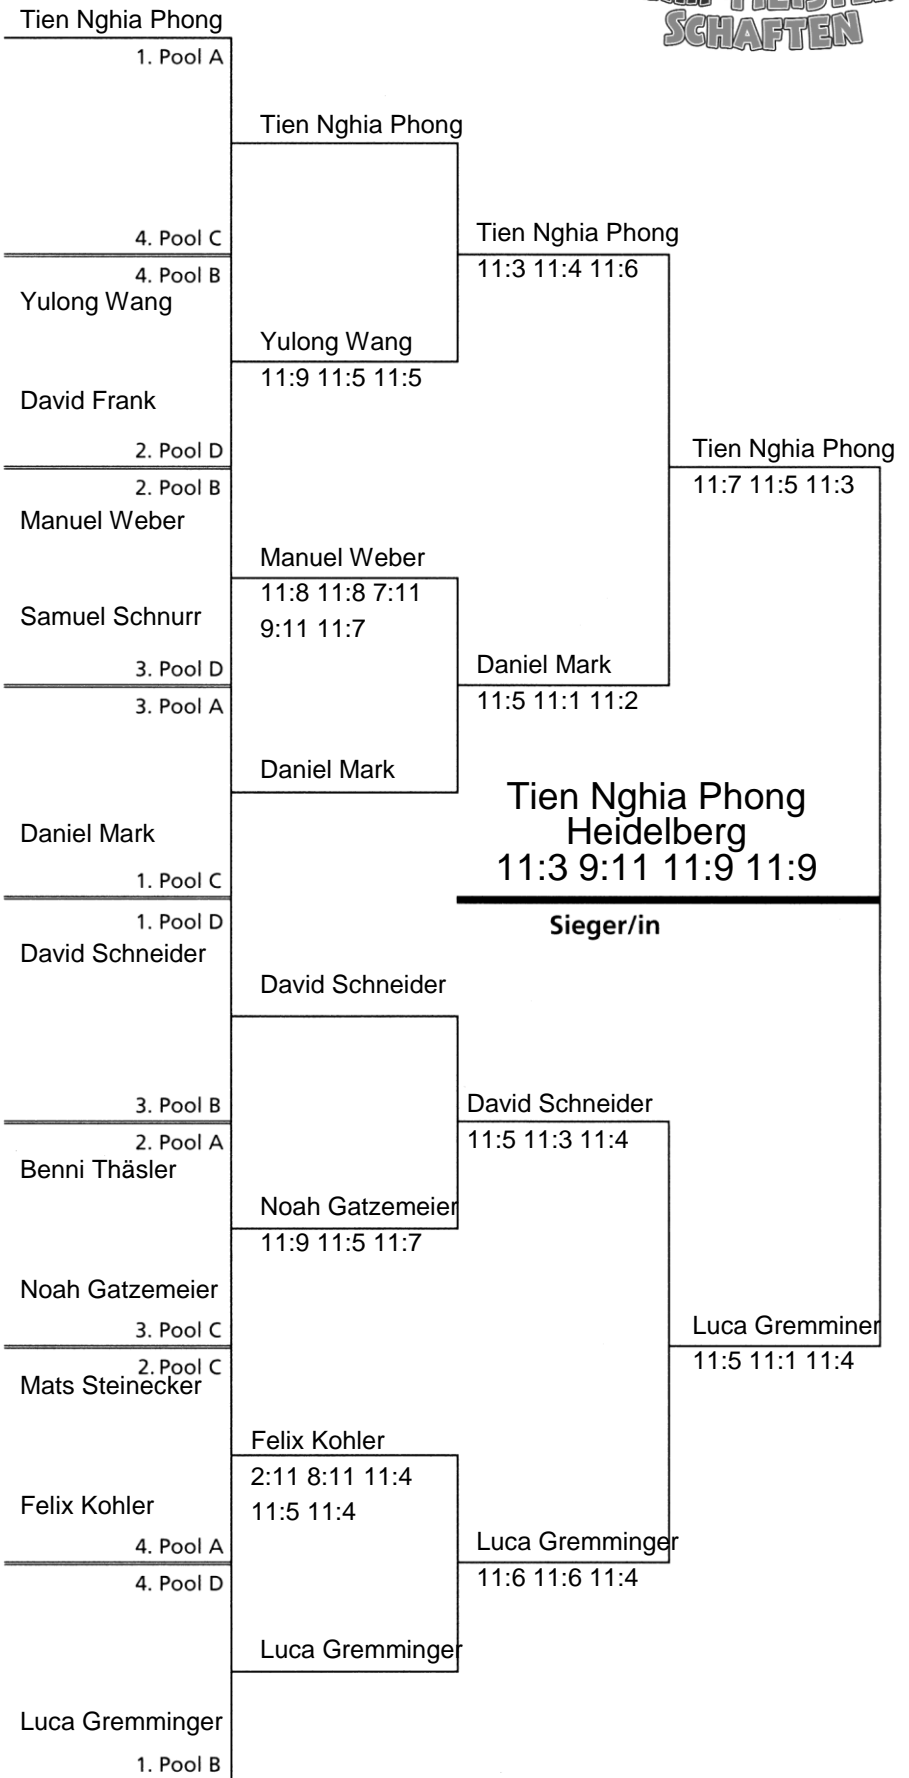 MEISTER
SCHAFTEN
Tien Nghia Phong
1. Pool A
Tien Nghia Phong
4. Pool C
Tien Nghia Phong
4. Pool B
11:3 11:4 11:6
Yulong Wang
Yulong Wang
11:9 11:5 11:5
David Frank
2. Pool D
Tien Nghia Phong
2. Pool B
11:7 11:5 11:3
Manuel Weber
Manuel Weber
11:8 11:8 7:11
Samuel Schnurr
9:11 11:7
3. Pool D
Daniel Mark
3. Pool A
11:5 11:1 11:2
Daniel Mark
Tien Nghia Phong
Heidelberg
Daniel Mark
11:3 9:11 11:9 11:9
1. Pool C
1. Pool D
Sieger/in
David Schneider
David Schneider
3. Pool B
David Schneider
2. Pool A
11:5 11:3 11:4
Benni Thäsler
Noah Gatzemeier
11:9 11:5 11:7
Noah Gatzemeier
3. Pool C
Luca Gremminer
2. Pool C
11:5 11:1 11:4
Mats Steinecker
Felix Kohler
2:11 8:11 11:4
Felix Kohler
11:5 11:4
4. Pool A
Luca Gremminger
4. Pool D
11:6 11:6 11:4
Luca Gremminger
Luca Gremminger
1. Pool B